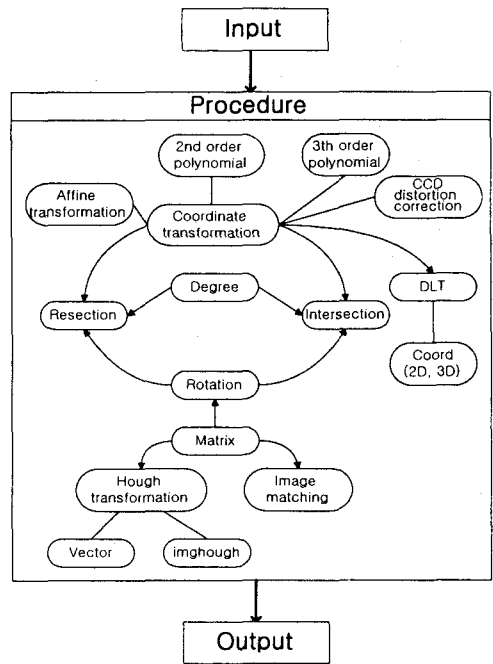 Input
Procedure
2nd order
polynomial
3th order
polynomial
Affine
transformation
CCD
distortion
correction
Coordinate
transformation
Degree
DLT
Resection
Intersection
Coord
(2D, 3D)
Rotation
Matrix
Hough
transformation
Image
matching
Vector
imghough
Output